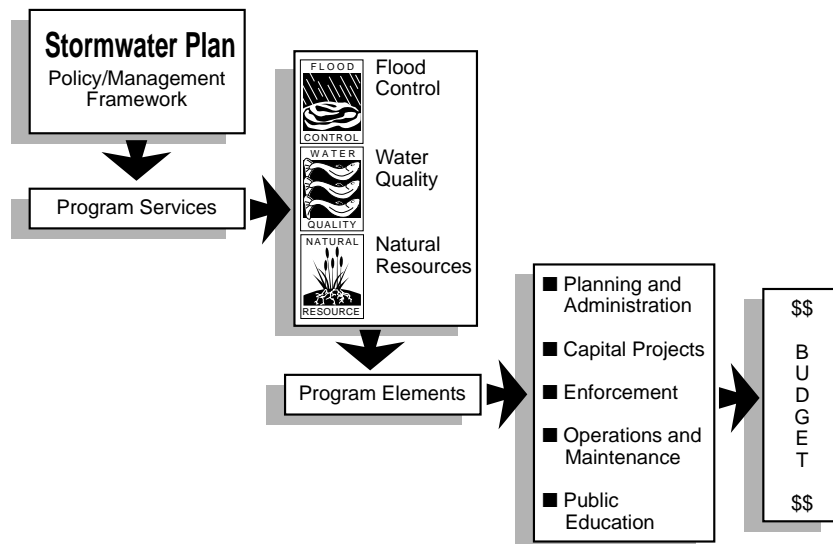 Stormwater Plan
Policy/Management
Framework
Program Services
FLOOD
CONTROL
Flood
Control
WATER
QUALITY
Water
Quality
NATURAL
RESOURCE
Natural
Resources
Program Elements
■ Planning and
Administration
■ Capital Projects
■ Enforcement
■ Operations and
Maintenance
■ Public
Education
$$
B
U
D
G
E
T
$$